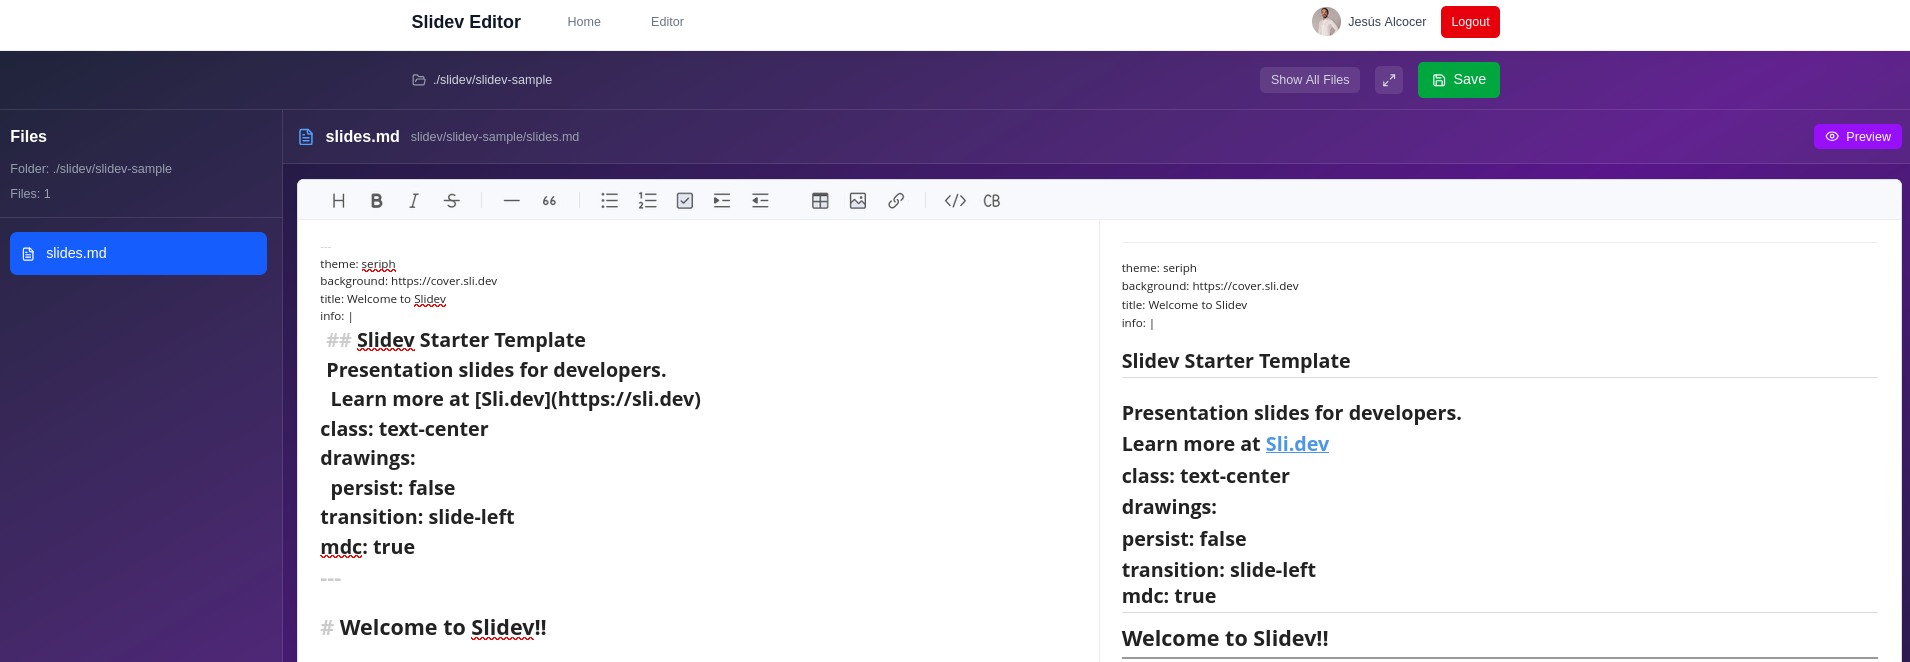 Slidev Editor Home Editor Jesús Alcocer Logout
./slidev/slidev-sample Show All Files Save
Files
Folder: ./slidev/slidev-sample
Files: 1
slides.md
slides.md slidev/slidev-sample/slides.md Preview
H B I S 66 CB
---
theme: seriph
background: https://cover.sli.dev
title: Welcome to Slidev
info: |
## Slidev Starter Template
Presentation slides for developers.
Learn more at [Sli.dev](https://sli.dev)
class: text-center
drawings:
persist: false
transition: slide-left
mdc: true
---
# Welcome to Slidev!!
theme: seriph
background: https://cover.sli.dev
title: Welcome to Slidev
info: |
Slidev Starter Template
Presentation slides for developers.
Learn more at Sli.dev
class: text-center
drawings:
persist: false
transition: slide-left
mdc: true
Welcome to Slidev!!